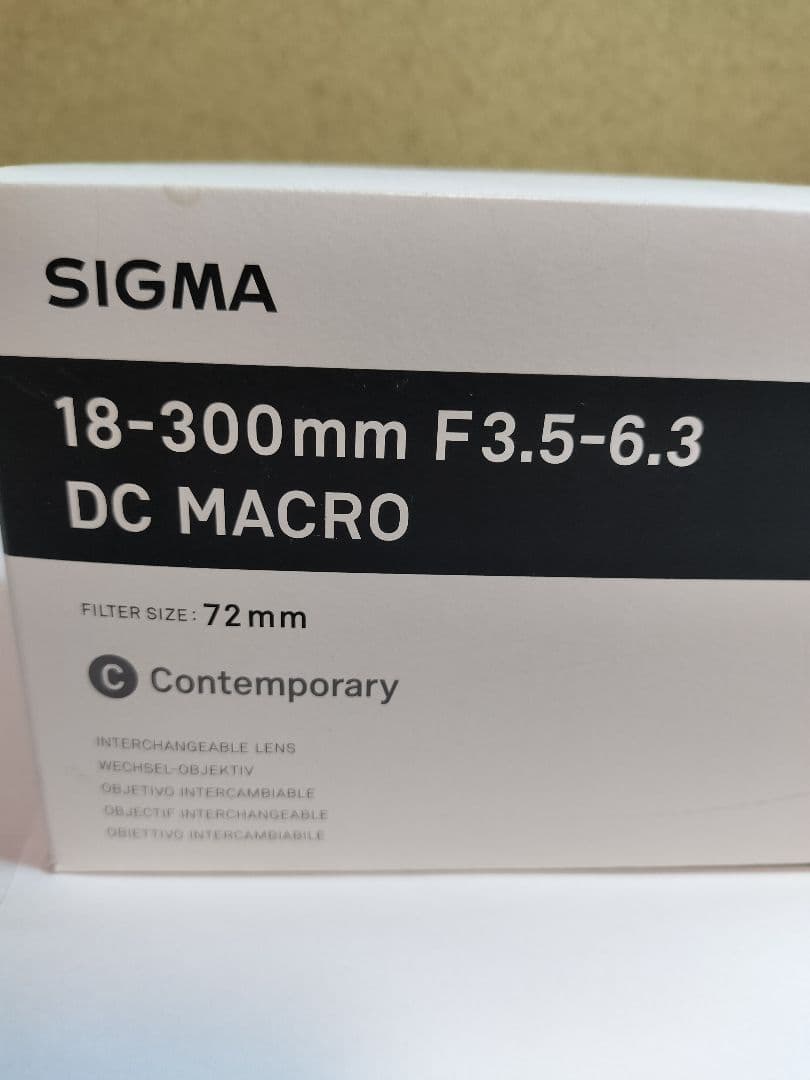 SIGMA
18-300mm F3.5-6.3
DC MACRO
FILTER SIZE: 72mm
C Contemporary
INTERCHANGEABLE LENS
WECHSEL-OBJEKTIV
OBJETIVO INTERCAMBIABLE
OBJECTIF INTERCHANGEABLE
OBIETTIVO INTERCAMBIABILE